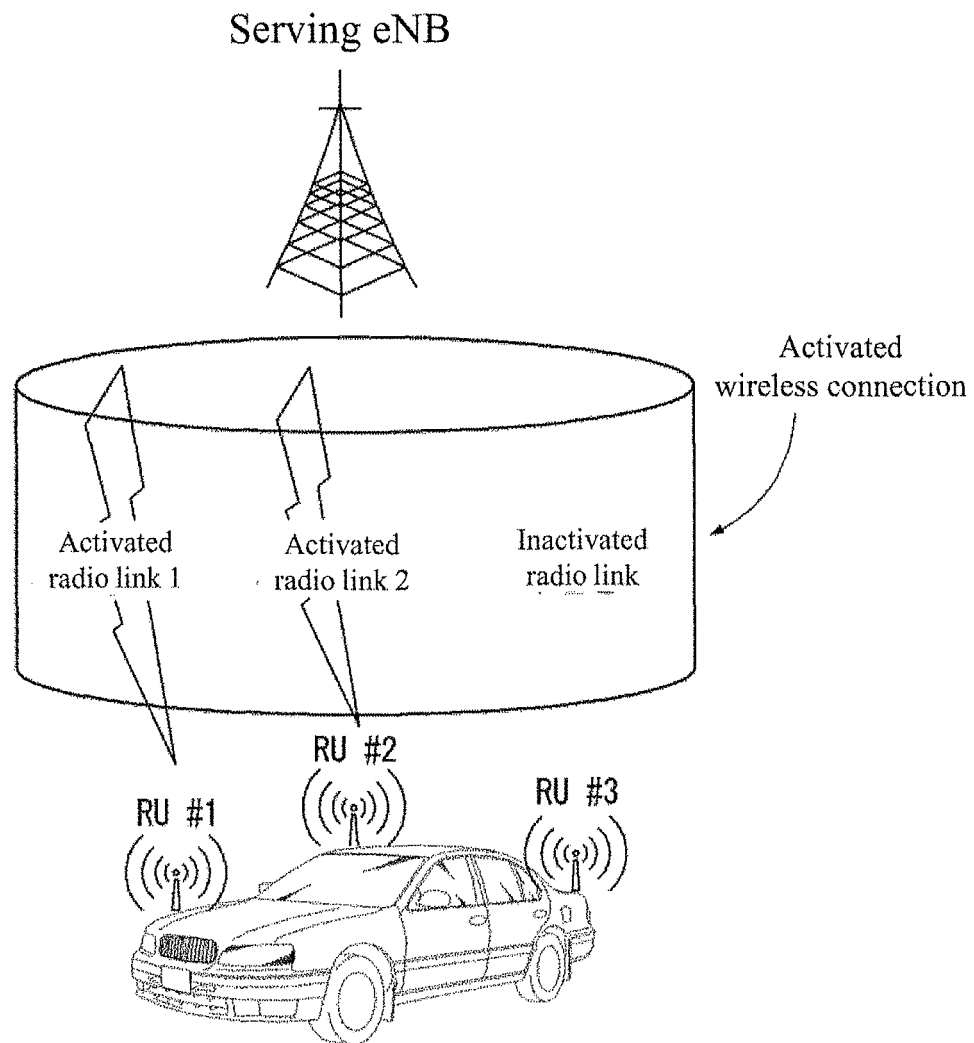 Serving eNB
Activated
wireless connection
Activated
radio link 1
Activated
radio link 2
Inactivated
radio link
RU #1
RU #2
RU #3